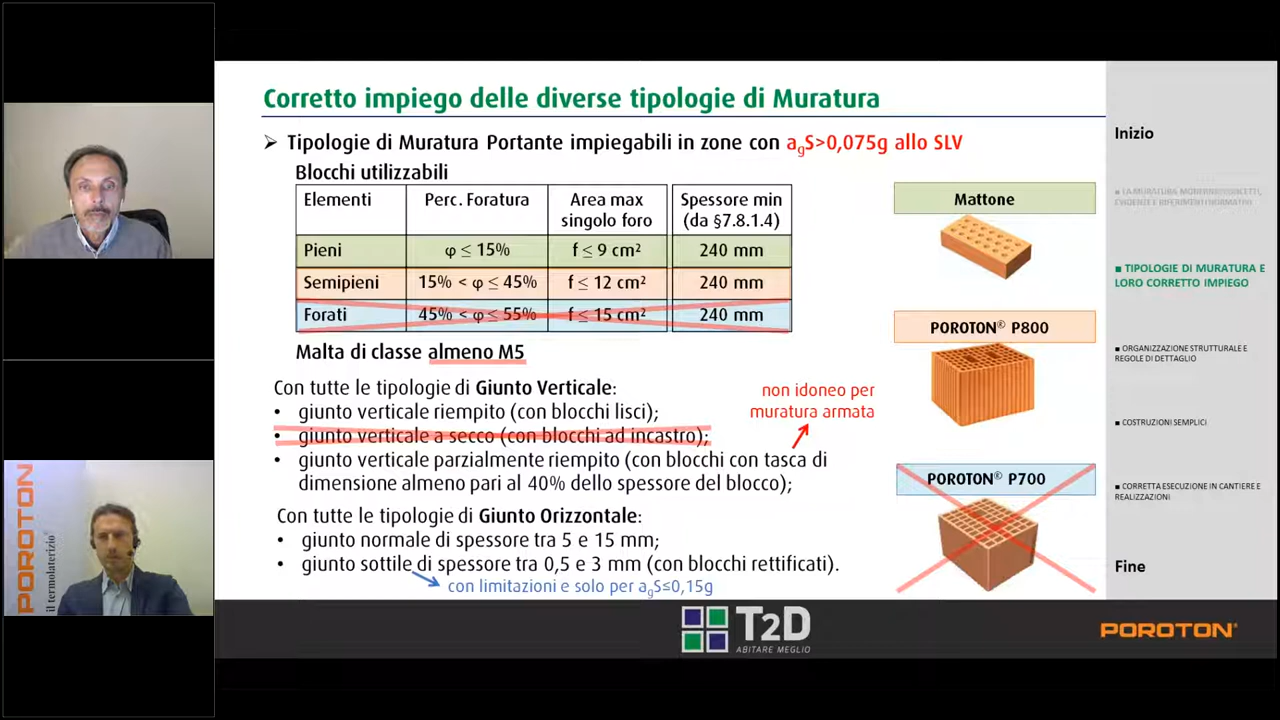 Corretto impiego delle diverse tipologie di Muratura
Tipologie di Muratura Portante impiegabili in zone con agS>0,075g allo SLV
Blocchi utilizzabili
Elementi Perc. Foratura Area max singolo foro Spessore min (da §7.8.1.4)
Pieni φ ≤ 15% f ≤ 9 cm² 240 mm
Semipieni 15% < φ ≤ 45% f ≤ 12 cm² 240 mm
Forati 45% < φ ≤ 55% f ≤ 15 cm² 240 mm
Malta di classe almeno M5
Con tutte le tipologie di Giunto Verticale:
• giunto verticale riempito (con blocchi lisci);
• giunto verticale a secco (con blocchi ad incastro);
• giunto verticale parzialmente riempito (con blocchi con tasca di
dimensione almeno pari al 40% dello spessore del blocco);
non idoneo per
muratura armata
Con tutte le tipologie di Giunto Orizzontale:
• giunto normale di spessore tra 5 e 15 mm;
• giunto sottile di spessore tra 0,5 e 3 mm (con blocchi rettificati).
con limitazioni e solo per agS≤0,15g
Mattone
POROTON® P800
POROTON® P700
Inizio
■ LA MURATURA MODERNA: CONCETTI,
EVIDENZE E RIFERIMENTI NORMATIVI
■ TIPOLOGIE DI MURATURA E
LORO CORRETTO IMPIEGO
■ ORGANIZZAZIONE STRUTTURALE E
REGOLE DI DETTAGLIO
■ COSTRUZIONI SEMPLICI
■ CORRETTA ESECUZIONE IN CANTIERE E
REALIZZAZIONI
Fine
T2D
ABITARE MEGLIO
POROTON®
POROTON
il termolaterizio